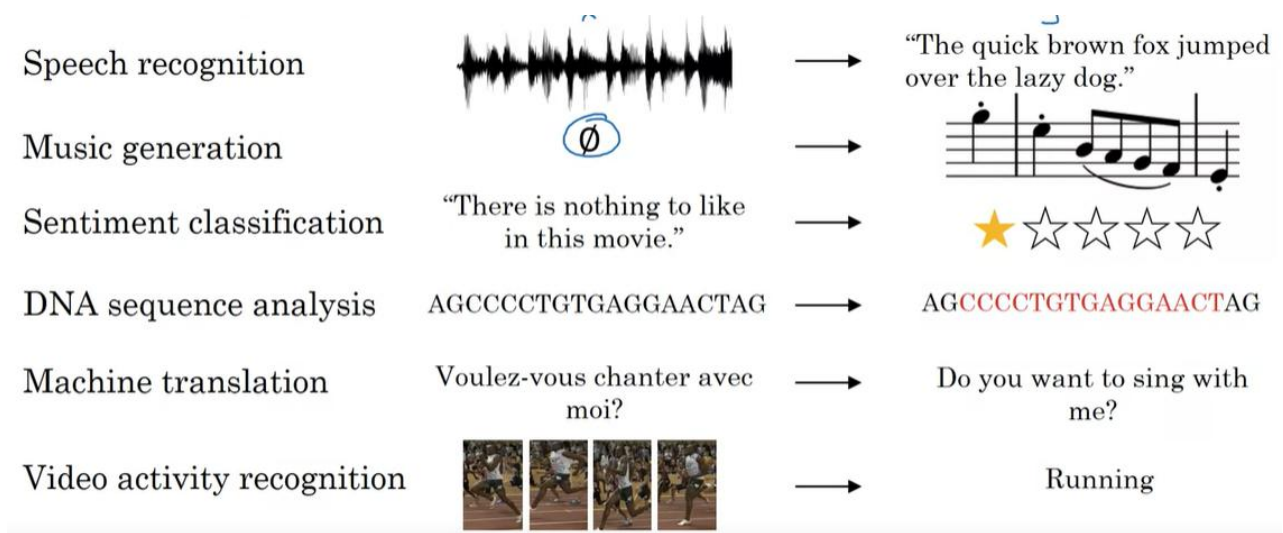 Speech recognition
“The quick brown fox jumped
over the lazy dog.”
Music generation
Ø
Sentiment classification
“There is nothing to like
in this movie.”
DNA sequence analysis
AGCCCCTGTGAGGAACTAG
AGCCCCTGTGAGGAACTAG
Machine translation
Voulez-vous chanter avec
moi?
Do you want to sing with
me?
Video activity recognition
Running